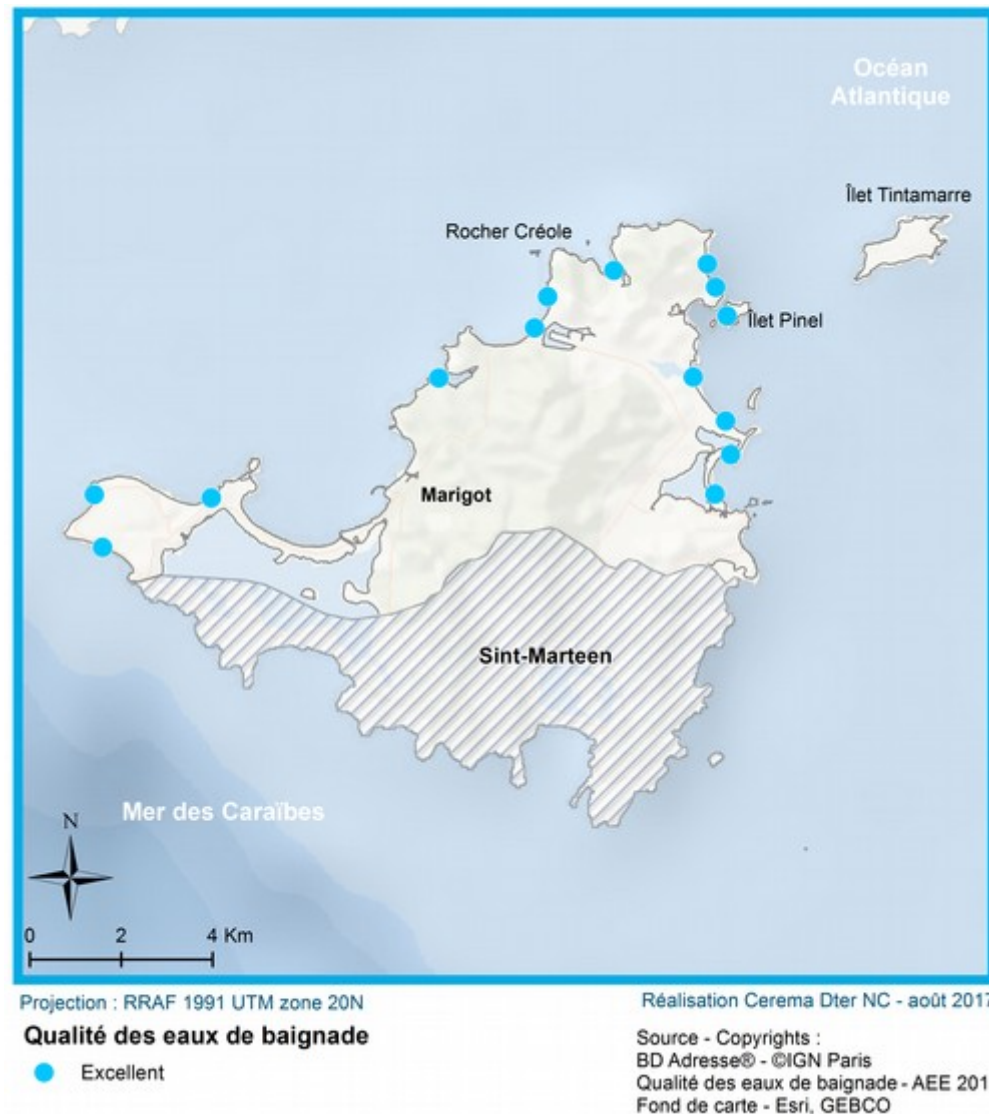 Océan
Atlantique
Îlet Tintamarre
Rocher Créole
Îlet Pinel
Marigot
Sint-Marteen
Mer des Caraïbes
N
0 2 4 Km
Projection : RRAF 1991 UTM zone 20N
Réalisation Cerema Dter NC - août 2017
Qualité des eaux de baignade
Excellent
Source - Copyrights :
BD Adresse® - ©IGN Paris
Qualité des eaux de baignade - AEE 201
Fond de carte - Esri, GEBCO